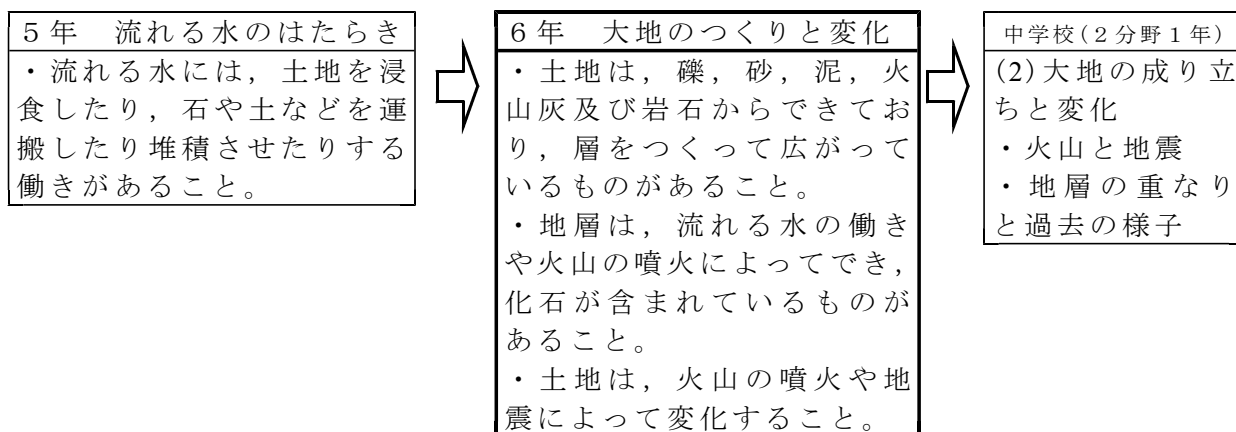 ５年　流れる水のはたらき
・流れる水には，土地を浸
食したり，石や土などを運
搬したり堆積させたりする
働きがあること。
６年　大地のつくりと変化
・土地は，礫，砂，泥，火
山灰及び岩石からできてお
り，層をつくって広がって
いるものがあること。
・地層は，流れる水の働き
や火山の噴火によってでき，
化石が含まれているものが
あること。
・土地は，火山の噴火や地
震によって変化すること。
中学校(２分野１年)
(2)大地の成り立
ちと変化
・火山と地震
・地層の重なり
と過去の様子